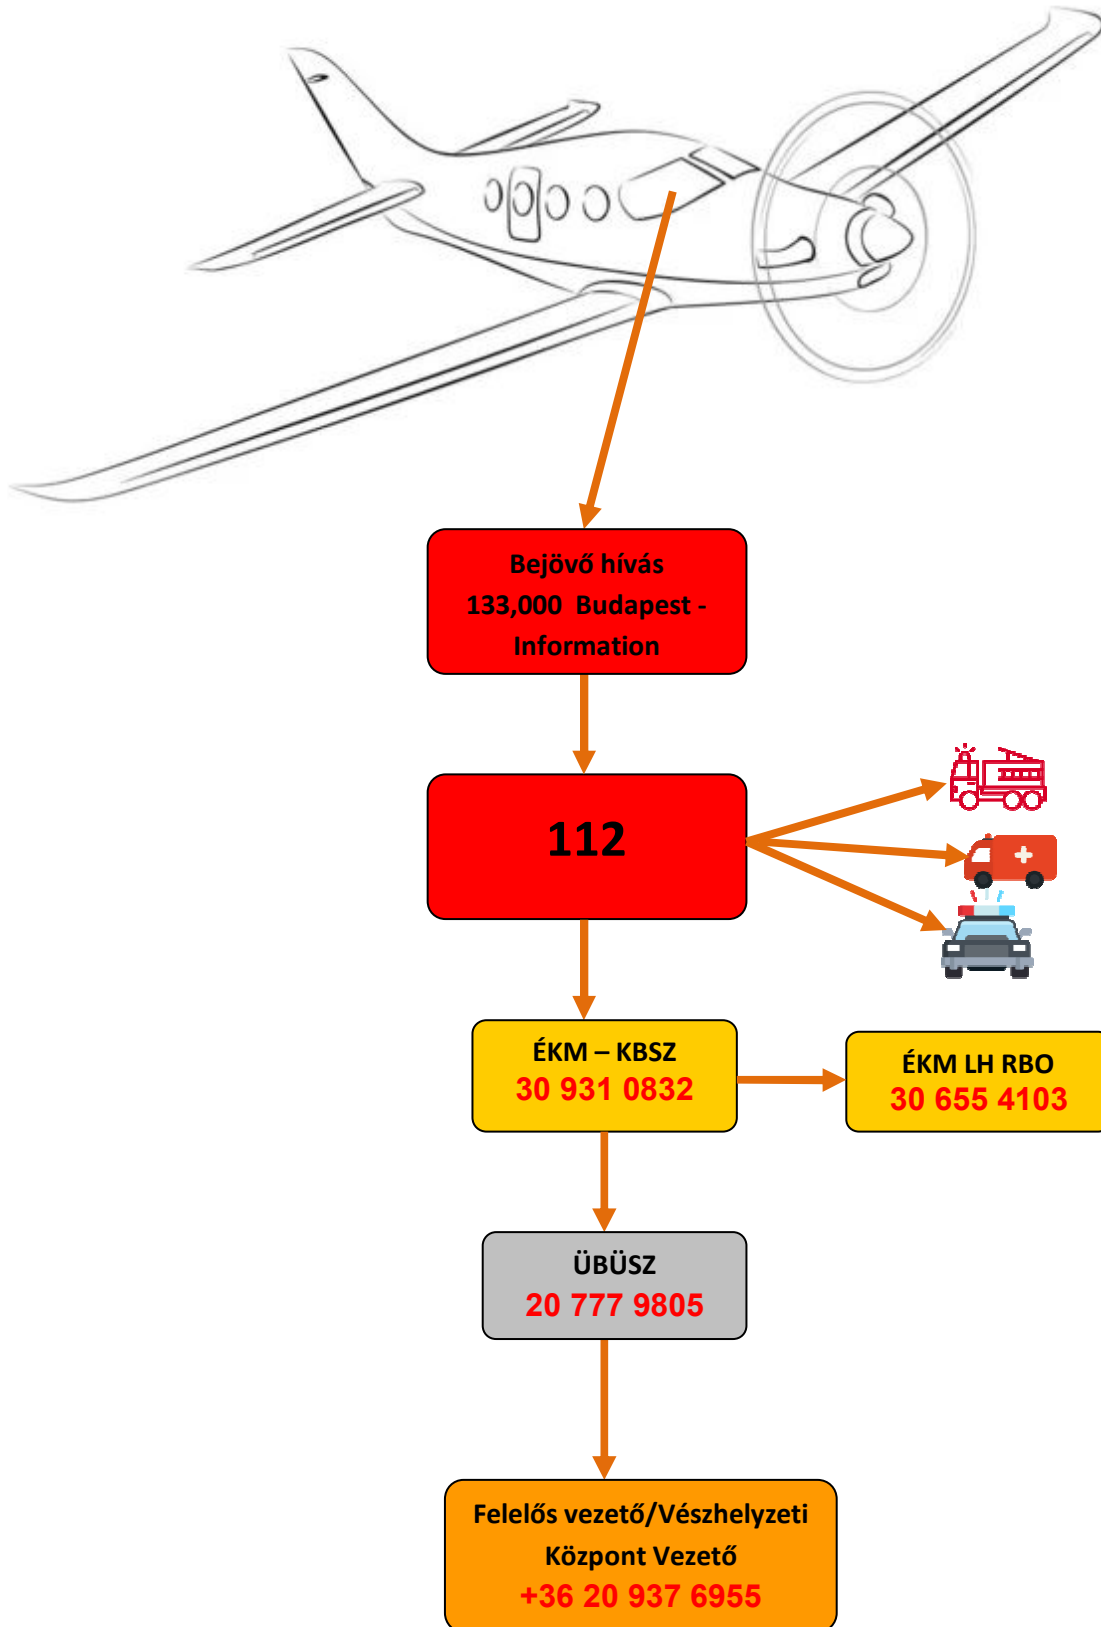 Bejövő hívás
133,000 Budapest -
Information
112
ÉKM – KBSZ
30 931 0832
ÉKM LH RBO
30 655 4103
ÜBÜSZ
20 777 9805
Felelős vezető/Vészhelyzeti
Központ Vezető
+36 20 937 6955